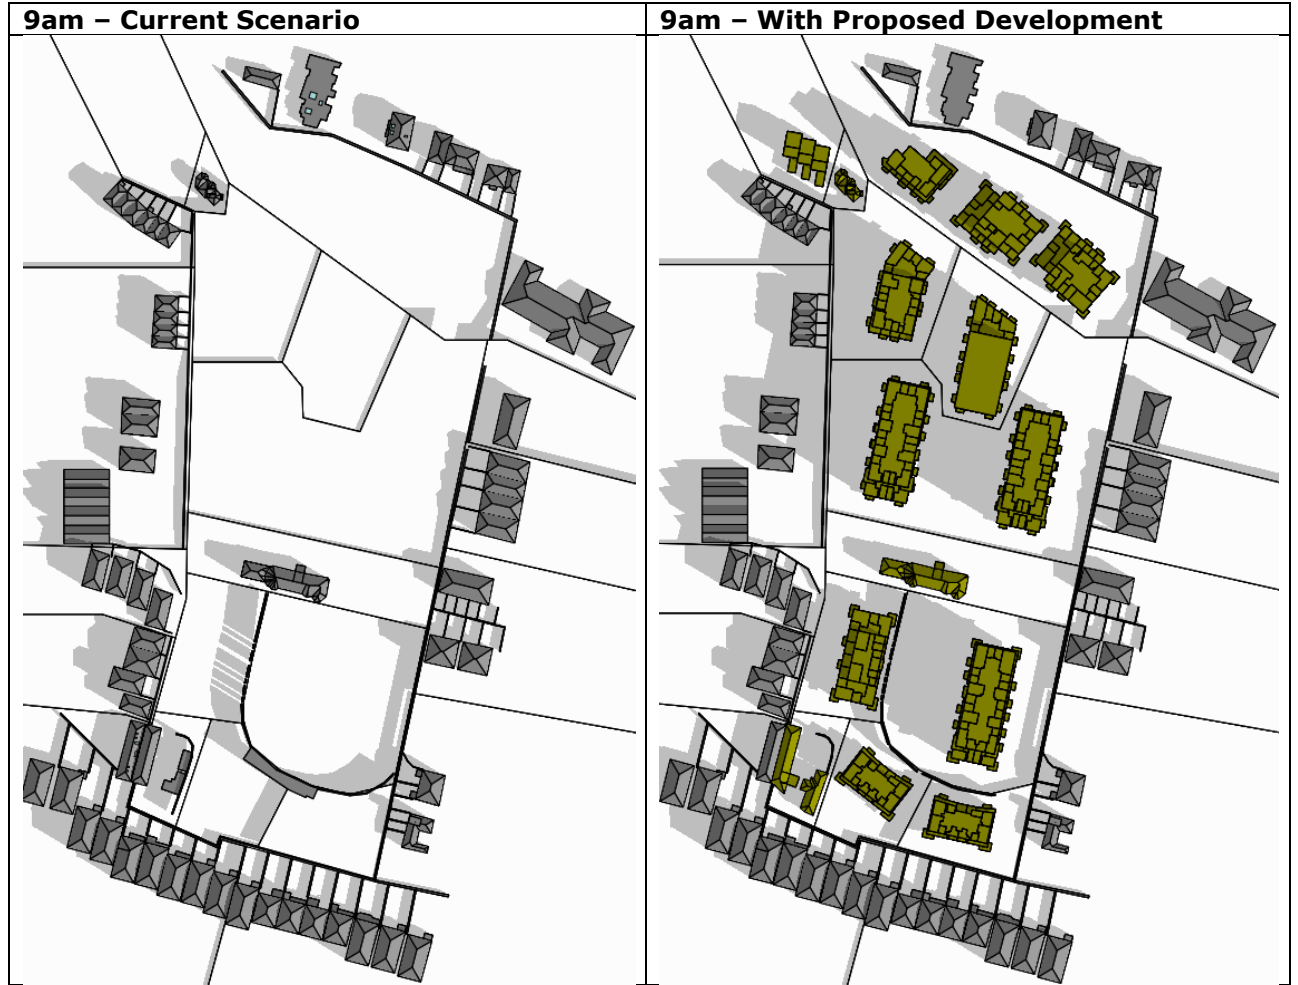 9am – Current Scenario
9am – With Proposed Development